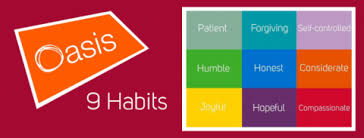 Oasis
9 Habits
Patient Forgiving Self-controlled
Humble Honest Considerate
Joyful Hopeful Compassionate